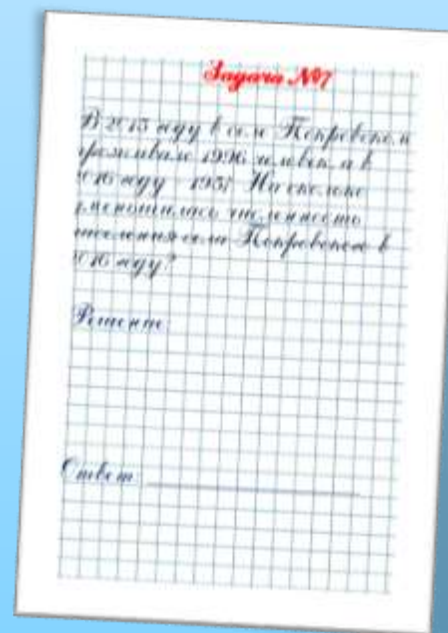 Задача №7
В 2015 году в селе Покровском
проживало 1996 человек, а в
2016 году - 1957. На сколько
уменьшилась численность
населения села Покровского в
2016 году?
Решение:
Ответ: